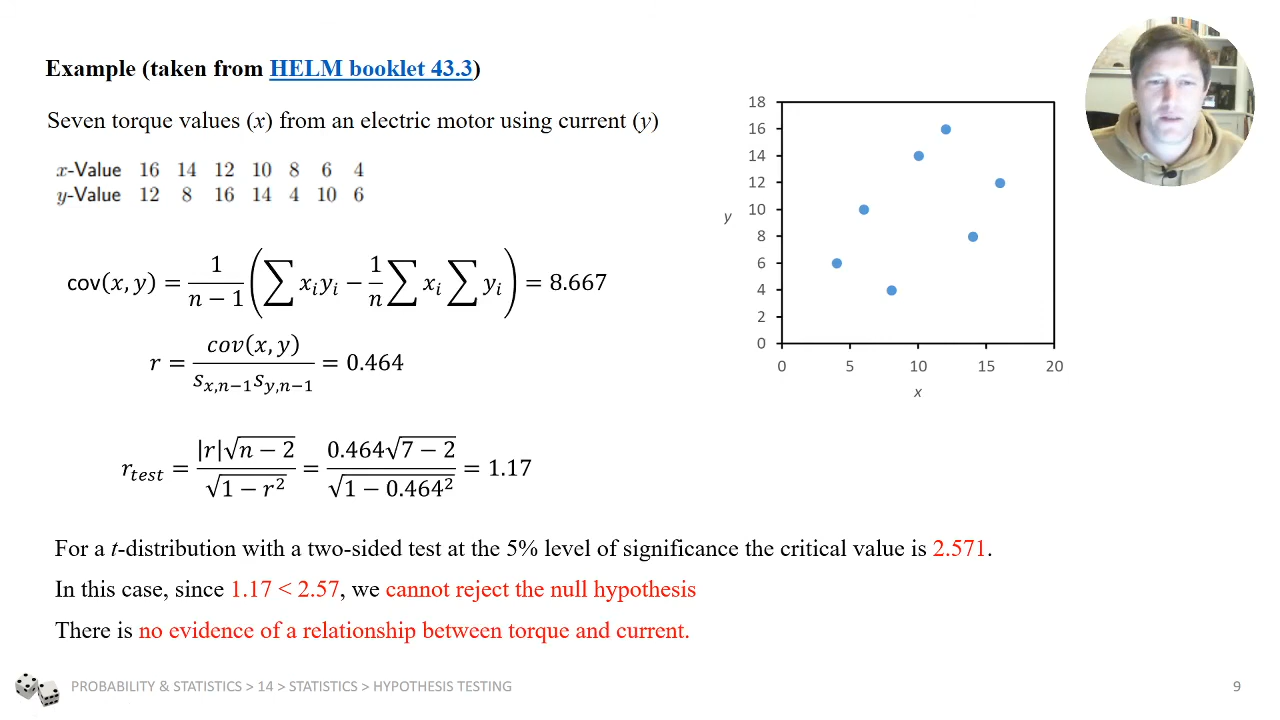 Example (taken from HELM booklet 43.3)
Seven torque values (x) from an electric motor using current (y)
x-Value 16 14 12 10 8 6 4
y-Value 12 8 16 14 4 10 6
cov(x, y) = 1/(n − 1) (∑ xᵢyᵢ − 1/n ∑ xᵢ ∑ yᵢ) = 8.667
r = cov(x, y)/(sₓ,ₙ₋₁ s_y,ₙ₋₁) = 0.464
r_test = |r|√(n − 2)/√(1 − r²) = 0.464√(7 − 2)/√(1 − 0.464²) = 1.17
For a t-distribution with a two-sided test at the 5% level of significance the critical value is 2.571.
In this case, since 1.17 < 2.57, we cannot reject the null hypothesis
There is no evidence of a relationship between torque and current.
18
16
14
12
10
8
6
4
2
0
y
0 5 10 15 20
x
PROBABILITY & STATISTICS > 14 > STATISTICS > HYPOTHESIS TESTING
9